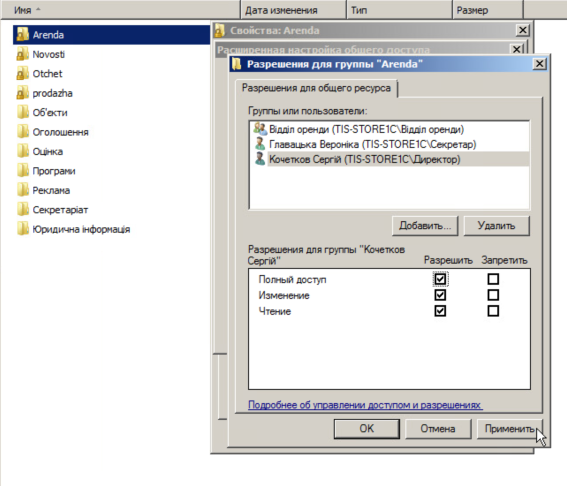 Имя
Дата изменения
Тип
Размер
Arenda
Novosti
Otchet
prodazha
Об'єкти
Оголошення
Оцінка
Програми
Реклама
Секретаріат
Юридична інформація
Свойства: Arenda
Расширенная настройка общего доступа
Разрешения для группы "Arenda"
Разрешения для общего ресурса
Группы или пользователи:
Відділ оренди (TIS-STORE1C\Відділ оренди)
Главацька Вероніка (TIS-STORE1C\Секретар)
Кочетков Сергій (TIS-STORE1C\Директор)
Добавить...
Удалить
Разрешения для группы "Кочетков
Сергій"
Разрешить
Запретить
Полный доступ
Изменение
Чтение
Подробнее об управлении доступом и разрешениях
OK
Отмена
Применить